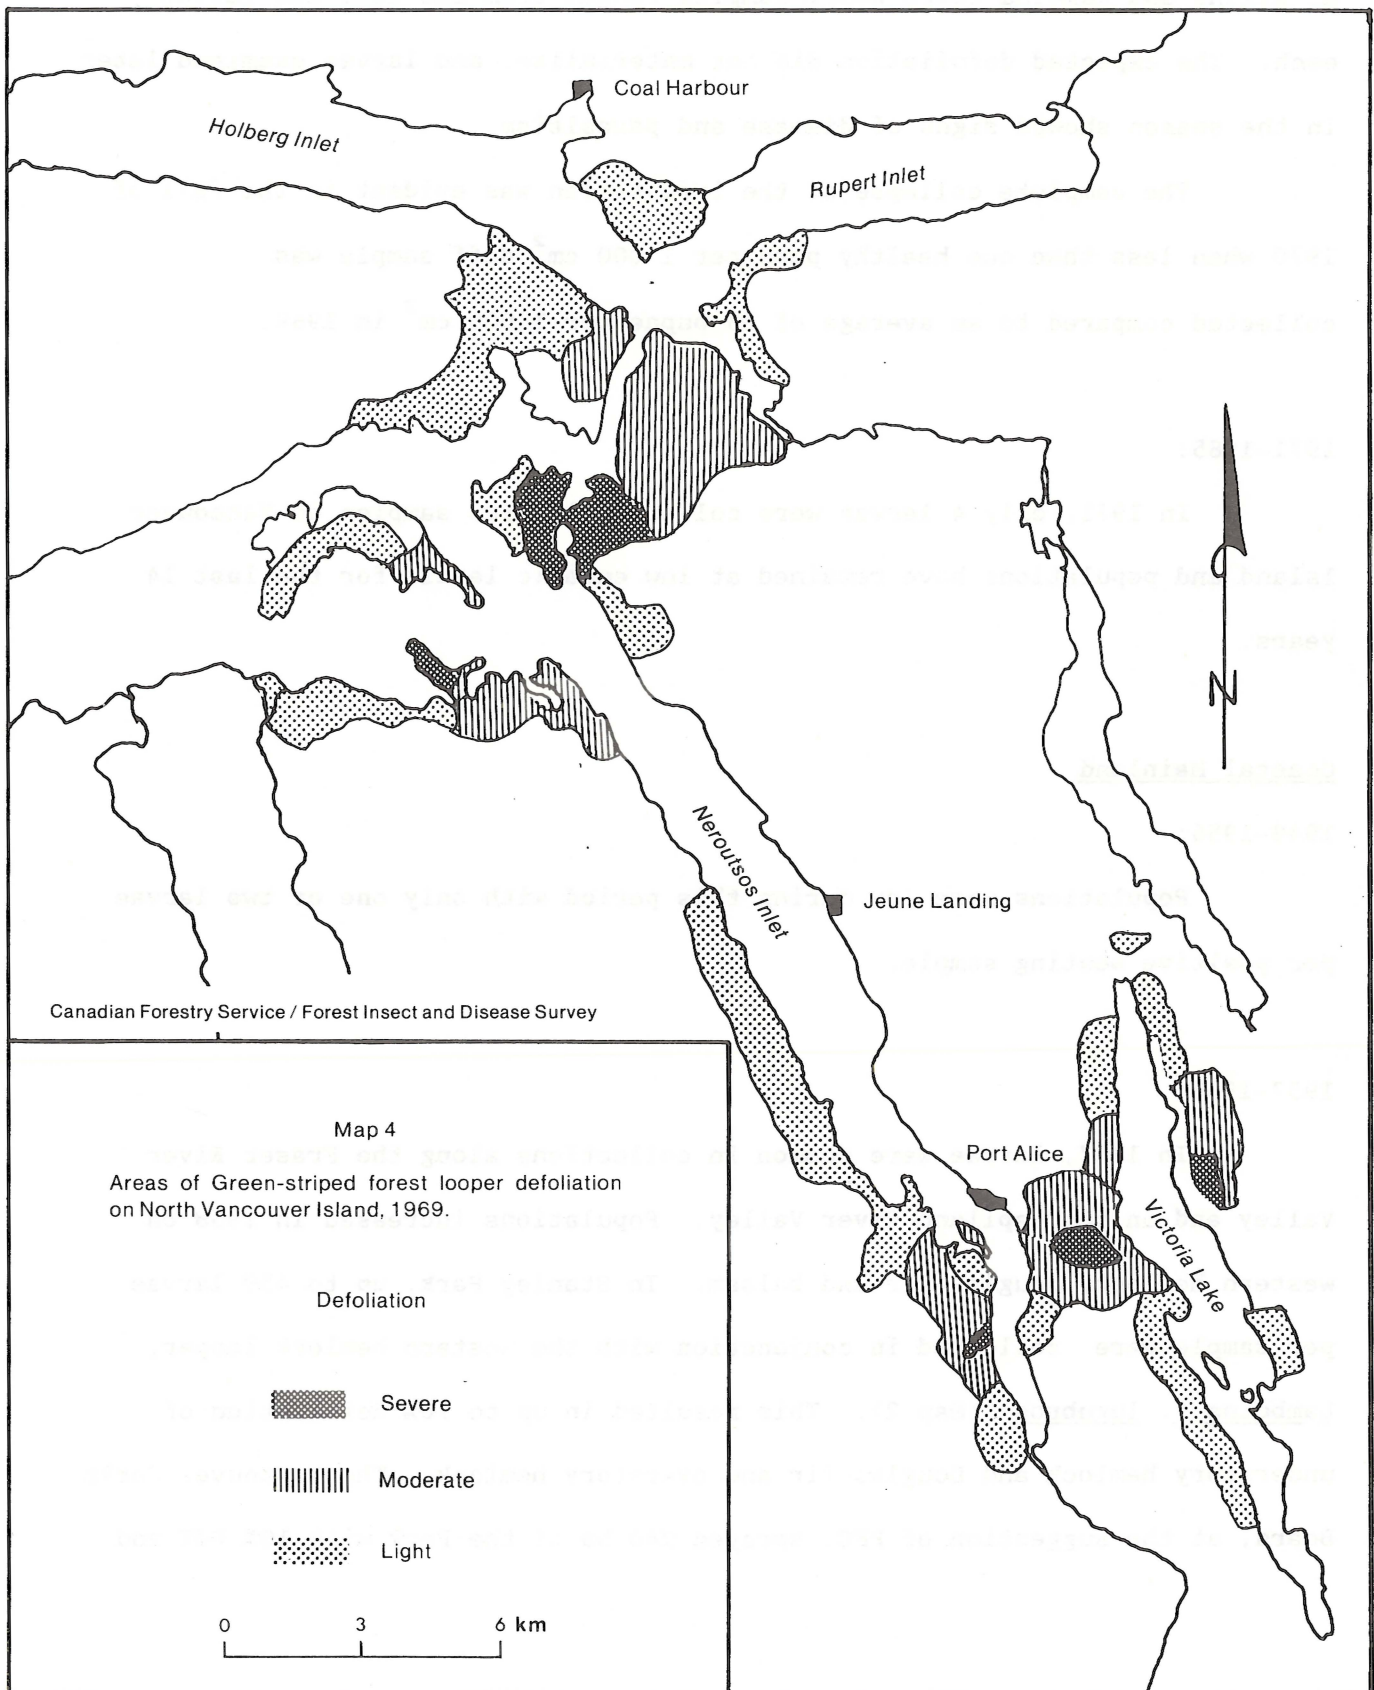 Coal Harbour
Holberg Inlet
Rupert Inlet
N
Neroutsos Inlet
Jeune Landing
Canadian Forestry Service / Forest Insect and Disease Survey
Port Alice
Victoria Lake
Map 4
Areas of Green-striped forest looper defoliation
on North Vancouver Island, 1969.
Defoliation
Severe
Moderate
Light
0 3 6 km